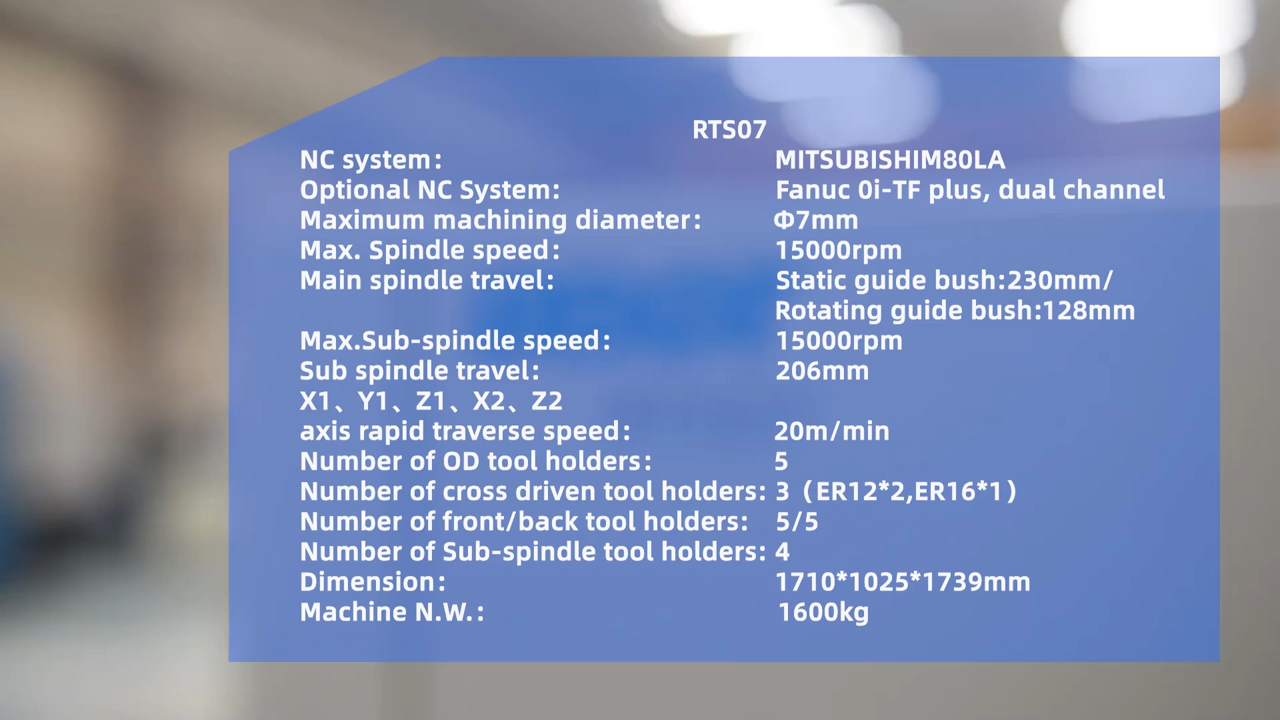 RTS07
NC system: MITSUBISHIM80LA
Optional NC System: Fanuc 0i-TF plus, dual channel
Maximum machining diameter: Φ7mm
Max. Spindle speed: 15000rpm
Main spindle travel: Static guide bush:230mm/
Rotating guide bush:128mm
Max.Sub-spindle speed: 15000rpm
Sub spindle travel: 206mm
X1、Y1、Z1、X2、Z2
axis rapid traverse speed: 20m/min
Number of OD tool holders: 5
Number of cross driven tool holders: 3（ER12*2,ER16*1）
Number of front/back tool holders: 5/5
Number of Sub-spindle tool holders: 4
Dimension: 1710*1025*1739mm
Machine N.W.: 1600kg